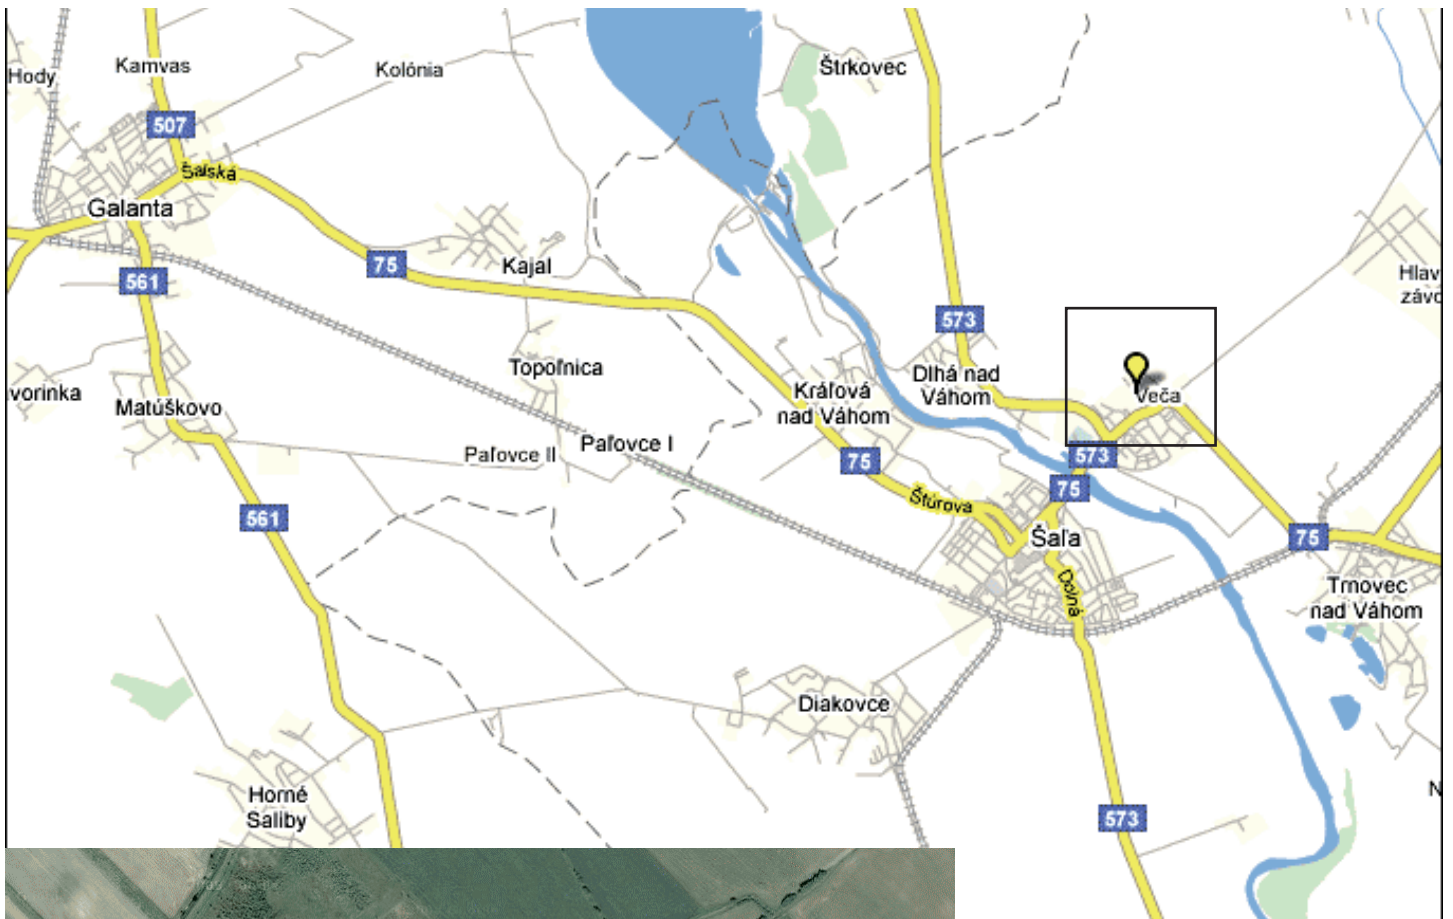 Štrkovec
Kamvas
Kolónia
Hody
507
Šaľská
Galanta
75
Kajal
561
Hlav
závo
573
Topoľnica
Dlhá nad
Váhom
Kráľová
nad Váhom
Veča
vorinka
Matúškovo
Paľovce I
Paľovce II
75
573
75
Štúrova
561
Šaľa
75
Dolná
Trnovec
nad Váhom
Diakovce
Horné
Saliby
N
573